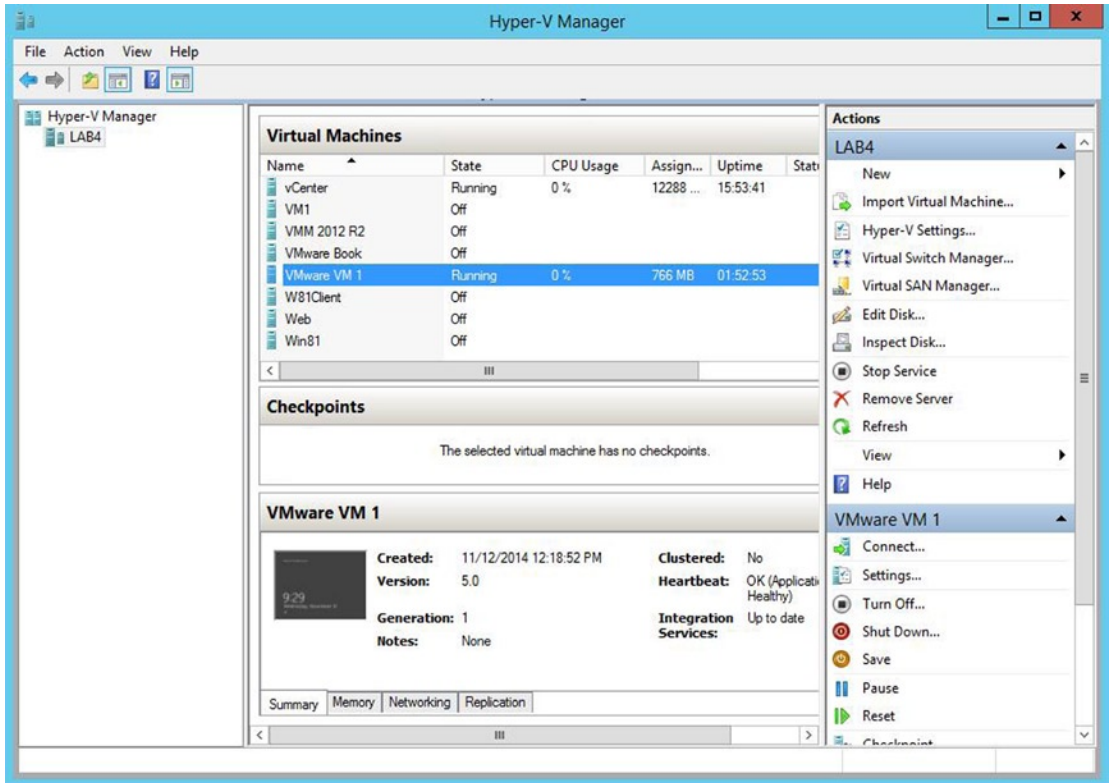 Hyper-V Manager
File Action View Help
Hyper-V Manager
LAB4
Virtual Machines
Name State CPU Usage Assign... Uptime Statu
vCenter Running 0 % 12288 ... 15:53:41
VM1 Off
VMM 2012 R2 Off
VMware Book Off
VMware VM 1 Running 0 % 766 MB 01:52:53
W81Client Off
Web Off
Win81 Off
Checkpoints
The selected virtual machine has no checkpoints.
VMware VM 1
9:29
Created: 11/12/2014 12:18:52 PM Clustered: No
Version: 5.0 Heartbeat: OK (Applicati
Healthy)
Generation: 1 Integration Up to date
Services:
Notes: None
Summary Memory Networking Replication
Actions
LAB4
New
Import Virtual Machine...
Hyper-V Settings...
Virtual Switch Manager...
Virtual SAN Manager...
Edit Disk...
Inspect Disk...
Stop Service
Remove Server
Refresh
View
Help
VMware VM 1
Connect...
Settings...
Turn Off...
Shut Down...
Save
Pause
Reset
Checkpoint